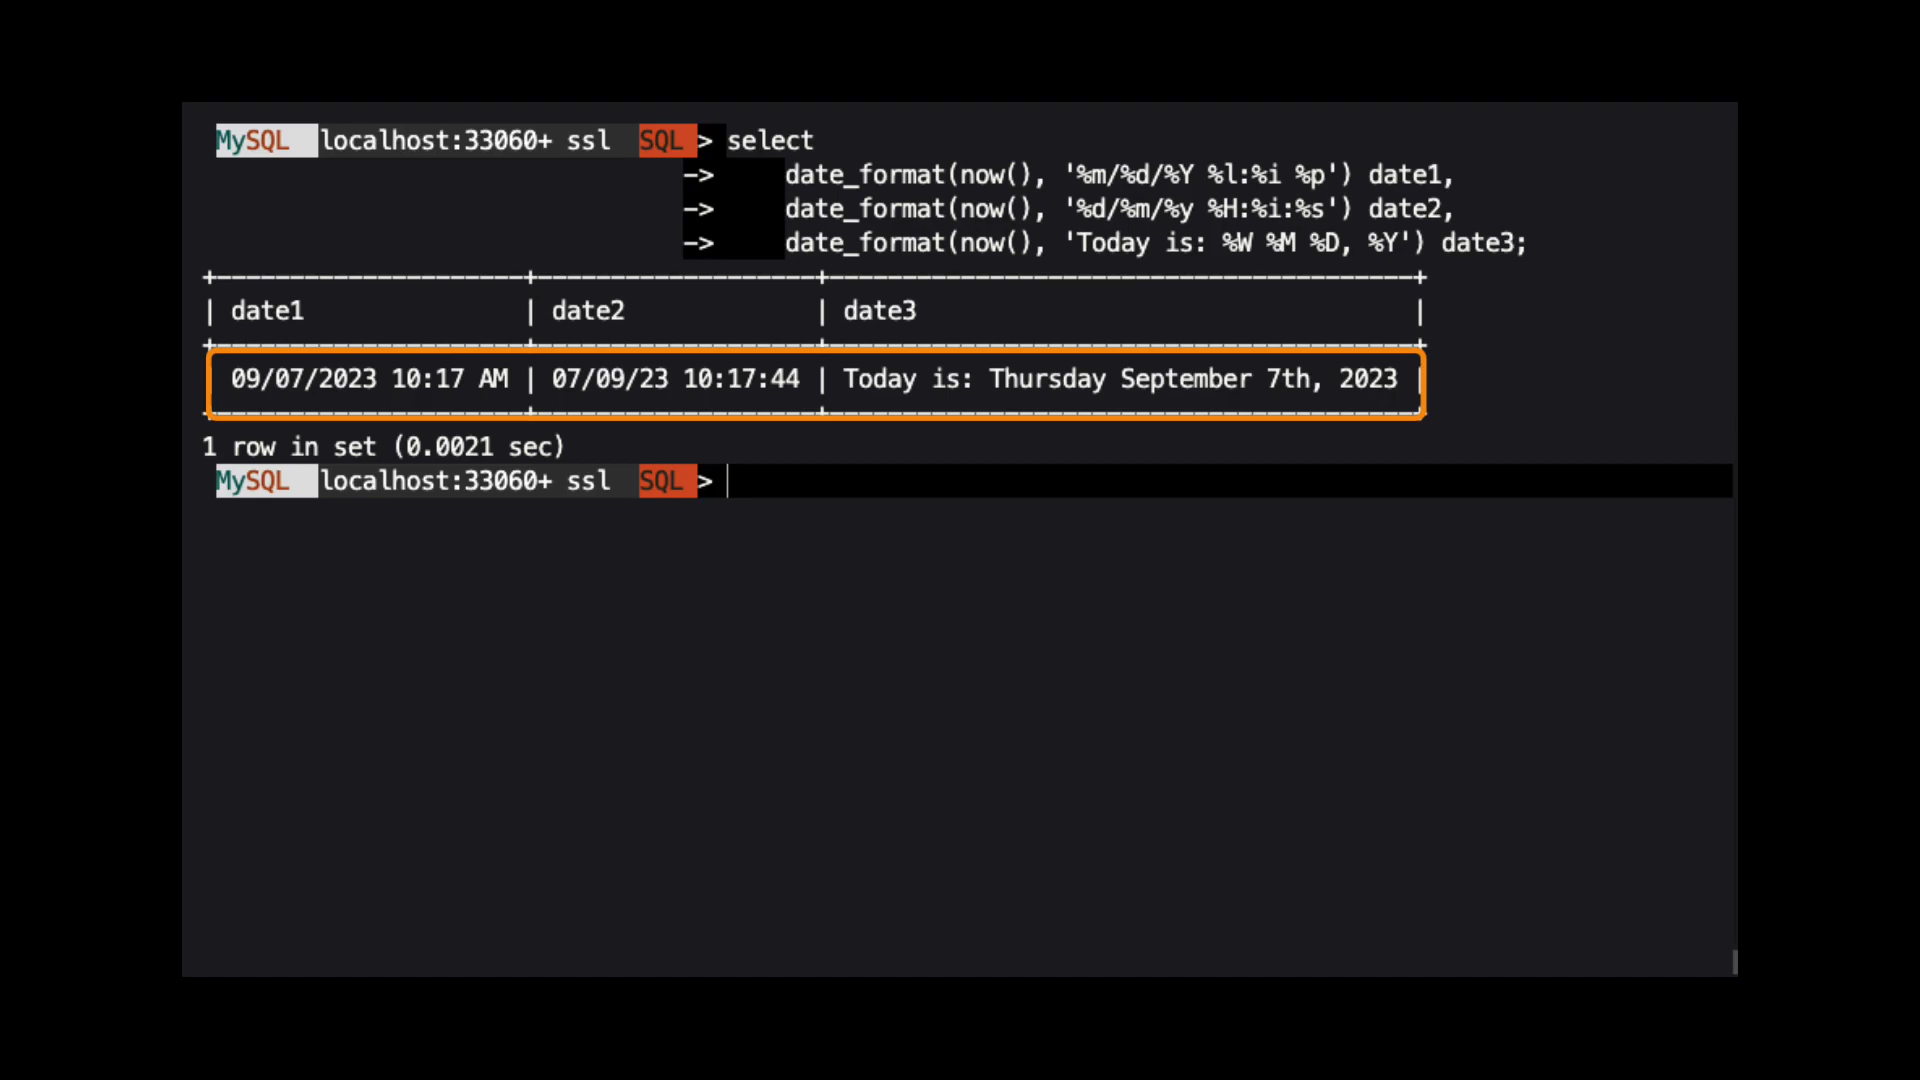 MySQL localhost:33060+ ssl SQL > select
-> date_format(now(), '%m/%d/%Y %l:%i %p') date1,
-> date_format(now(), '%d/%m/%y %H:%i:%s') date2,
-> date_format(now(), 'Today is: %W %M %D, %Y') date3;
+---------------------+-------------------+----------------------------------------+
| date1 | date2 | date3 |
+---------------------+-------------------+----------------------------------------+
09/07/2023 10:17 AM | 07/09/23 10:17:44 | Today is: Thursday September 7th, 2023 |
+---------------------+-------------------+----------------------------------------+
1 row in set (0.0021 sec)
MySQL localhost:33060+ ssl SQL >